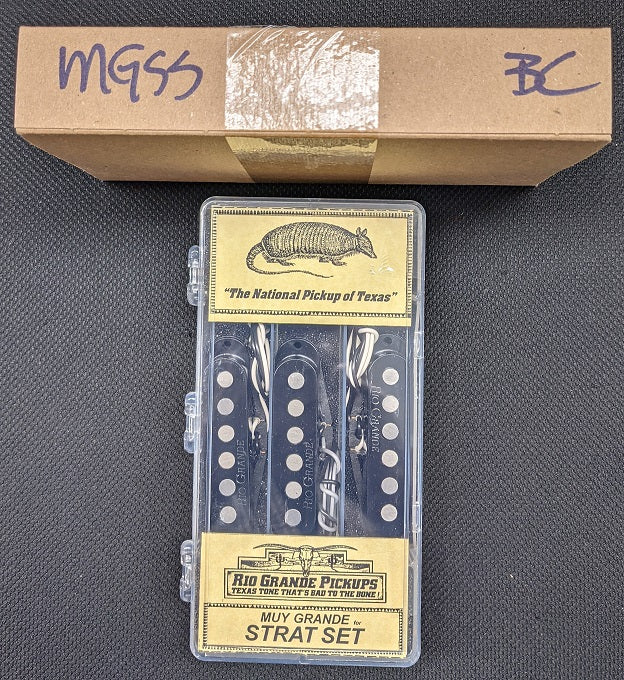 MGSS BC
"The National Pickup of Texas"
RIO GRANDE
RIO GRANDE
RIO GRANDE
RIO GRANDE PICKUPS
TEXAS TONE THAT'S BAD TO THE BONE!
MUY GRANDE for
STRAT SET